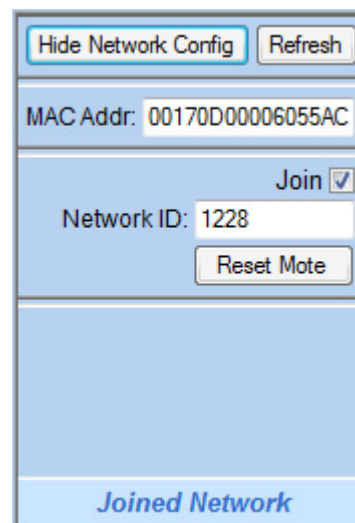 Hide Network Config Refresh
MAC Addr: 00170D00006055AC
Join
Network ID: 1228
Reset Mote
Joined Network